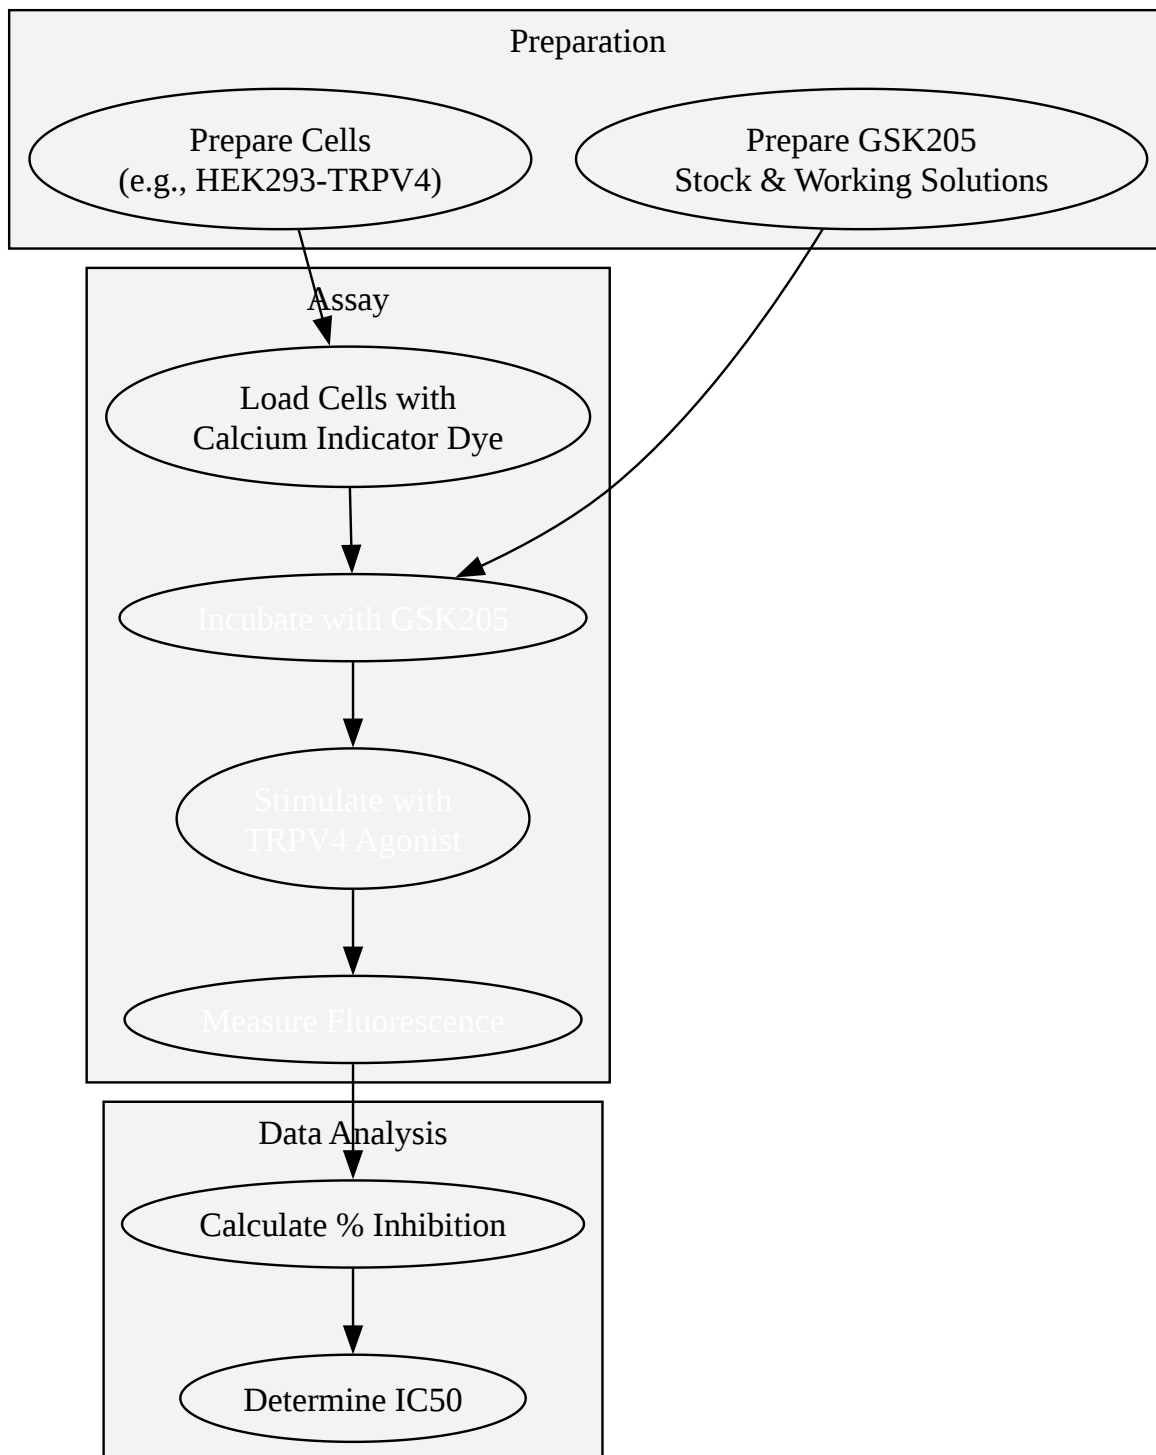 Preparation
Prepare Cells
(e.g., HEK293-TRPV4)
Prepare GSK205
Stock & Working Solutions
Assay
Load Cells with
Calcium Indicator Dye
Incubate with GSK205
Stimulate with
TRPV4 Agonist
Measure Fluorescence
Data Analysis
Calculate % Inhibition
Determine IC50